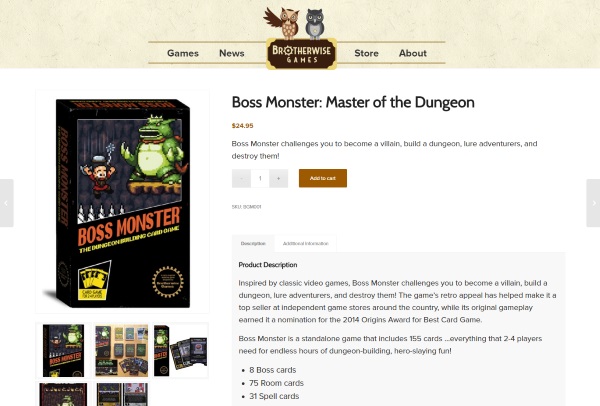 Games
News
BROTHERWISE
GAMES
Store
About
BOSS MONSTER
BOSS MONSTER
THE DUNGEON-BUILDING CARD GAME
CARD GAME
Boss Monster: Master of the Dungeon
$24.95
Boss Monster challenges you to become a villain, build a dungeon, lure adventurers, and
destroy them!
- 1 +
Add to cart
Description
Additional information
Product Description
Inspired by classic video games, Boss Monster challenges you to become a villain, build a
dungeon, lure adventurers, and destroy them! The game's retro appeal has helped make it a
top seller at independent game stores around the country, while its original gameplay
earned it a nomination for the 2014 Origins Award for Best Card Game.
Boss Monster is a standalone game that includes 155 cards ...everything that 2-4 players
need for endless hours of dungeon-building, hero-slaying fun!
• 8 Boss cards
• 75 Room cards
• 31 Spell cards